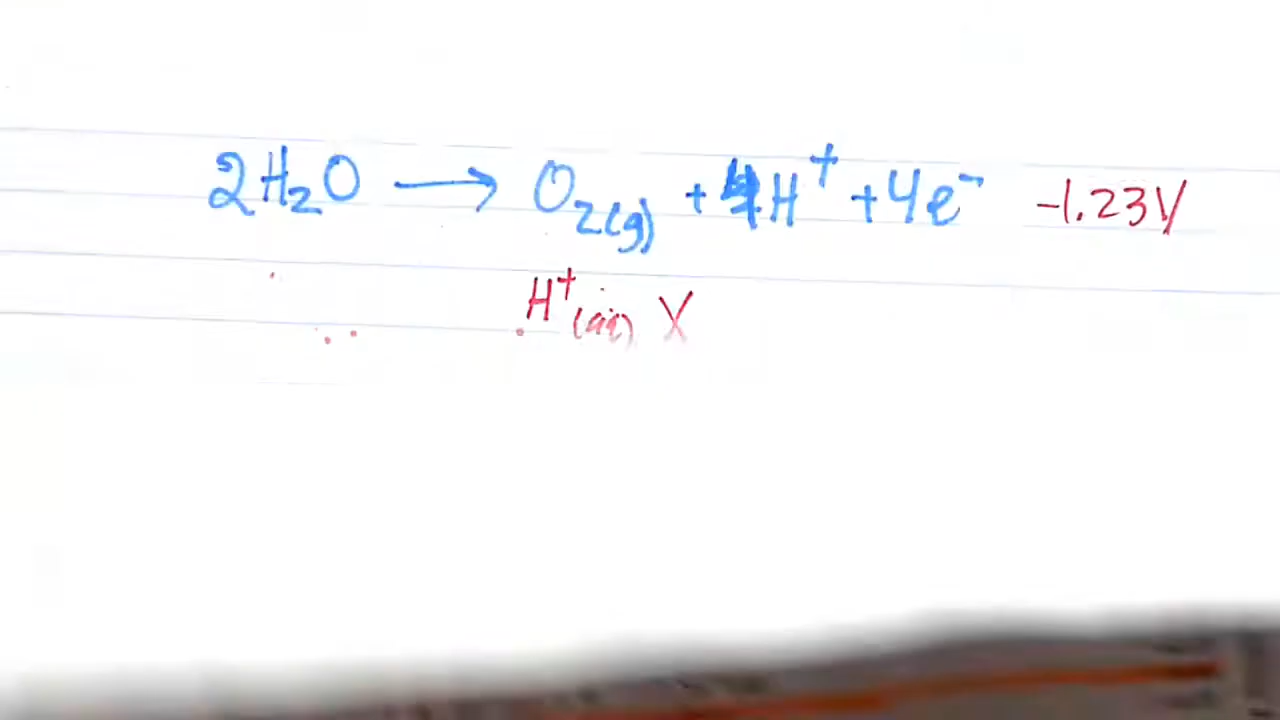 2H₂O → O₂(g) + 4H⁺ + 4e⁻ -1.23V
H⁺(aq) X